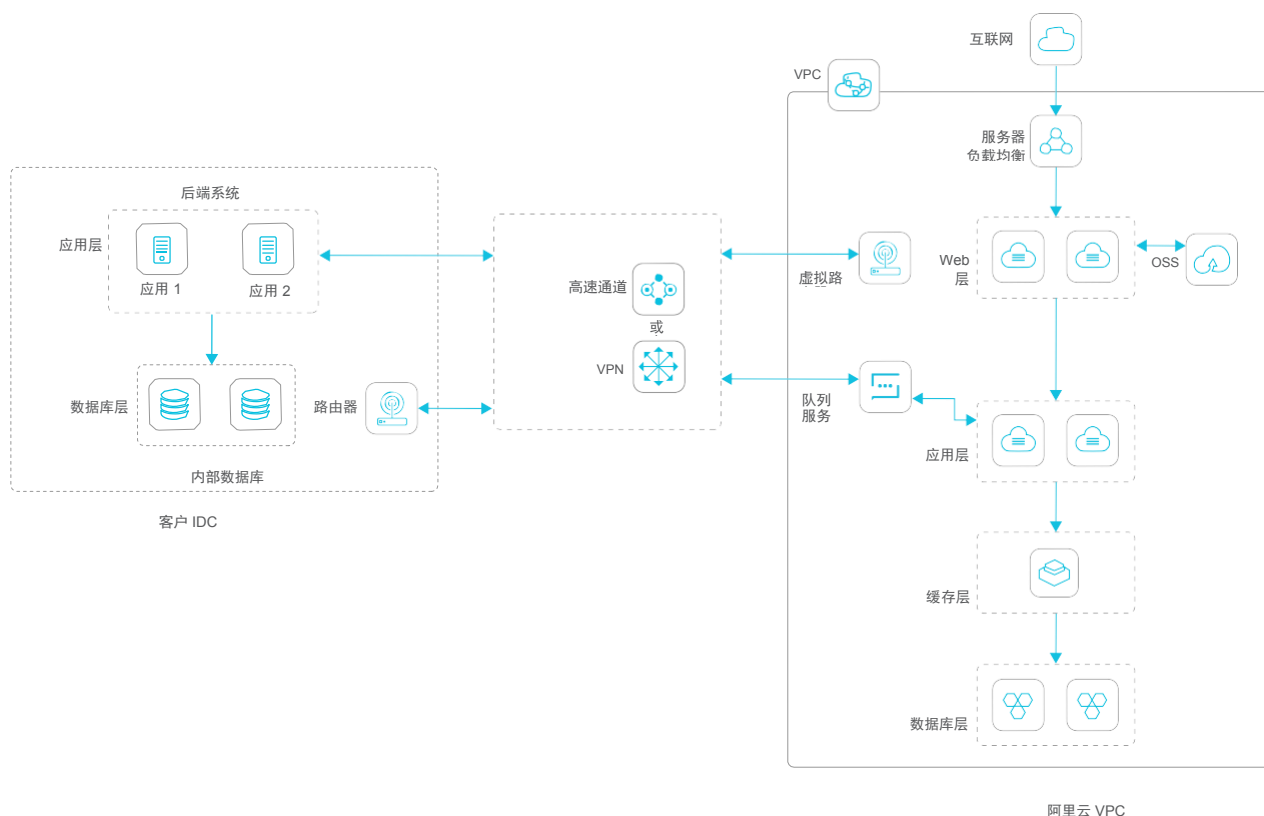 互联网
VPC
服务器
负载均衡
后端系统
应用层
应用 1
应用 2
高速通道
或
VPN
虚拟路
Web
层
OSS
数据库层
路由器
队列
服务
应用层
内部数据库
客户 IDC
缓存层
数据库层
阿里云 VPC